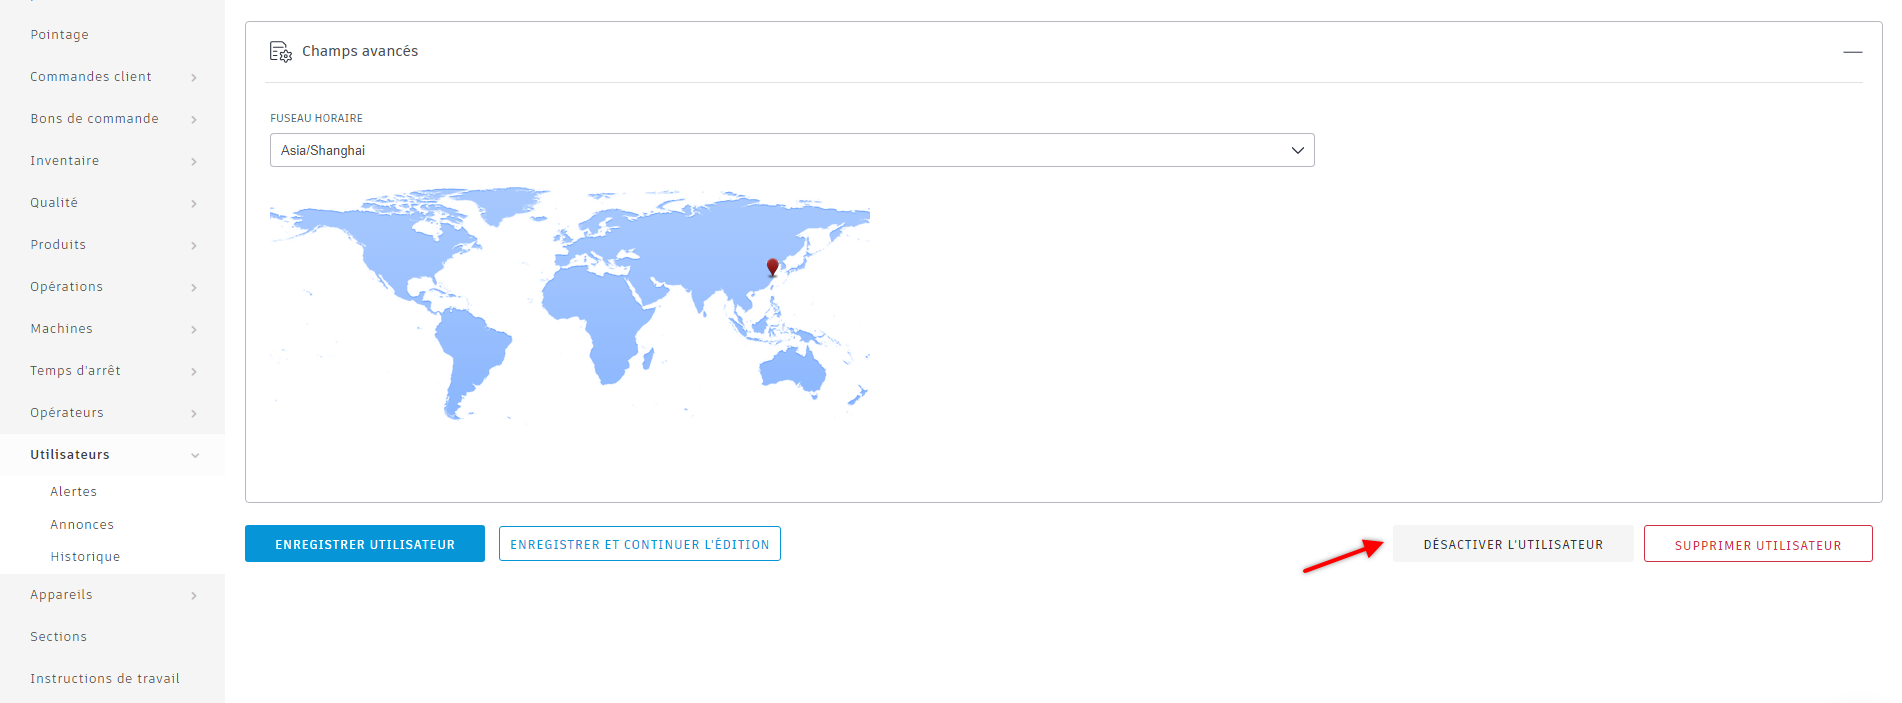 Pointage
Commandes client
Bons de commande
Inventaire
Qualité
Produits
Opérations
Machines
Temps d'arrêt
Opérateurs
Utilisateurs
Alertes
Annonces
Historique
Appareils
Sections
Instructions de travail
Champs avancés
FUSEAU HORAIRE
Asia/Shanghai
ENREGISTRER UTILISATEUR
ENREGISTRER ET CONTINUER L'ÉDITION
DÉSACTIVER L'UTILISATEUR
SUPPRIMER UTILISATEUR